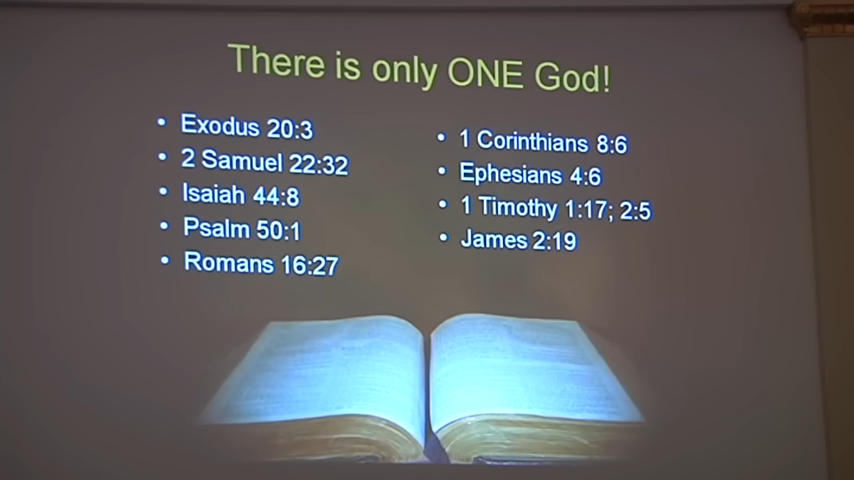 There is only ONE God!
• Exodus 20:3
• 2 Samuel 22:32
• Isaiah 44:8
• Psalm 50:1
• Romans 16:27
• 1 Corinthians 8:6
• Ephesians 4:6
• 1 Timothy 1:17; 2:5
• James 2:19